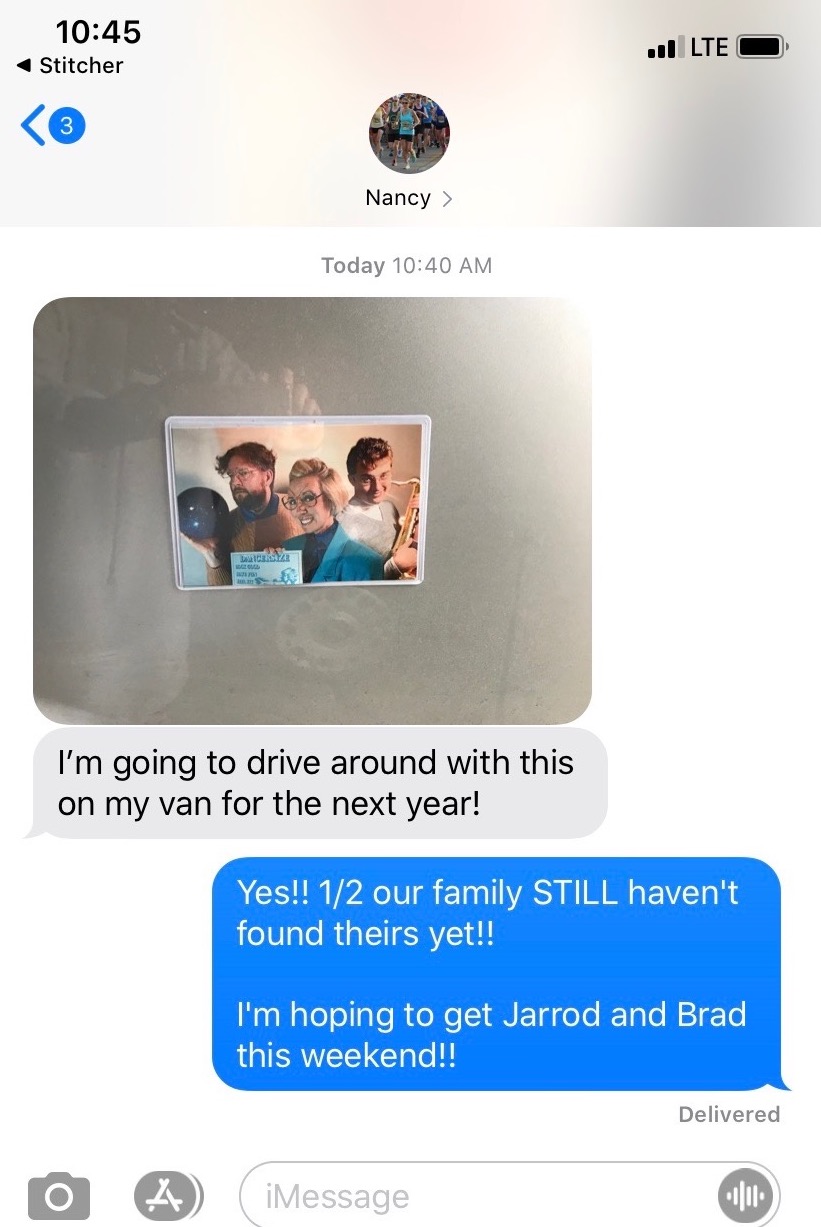 10:45
LTE
◀ Stitcher
3
Nancy
Today 10:40 AM
I’m going to drive around with this
on my van for the next year!
Yes!! 1/2 our family STILL haven't
found theirs yet!!
I'm hoping to get Jarrod and Brad
this weekend!!
Delivered
iMessage